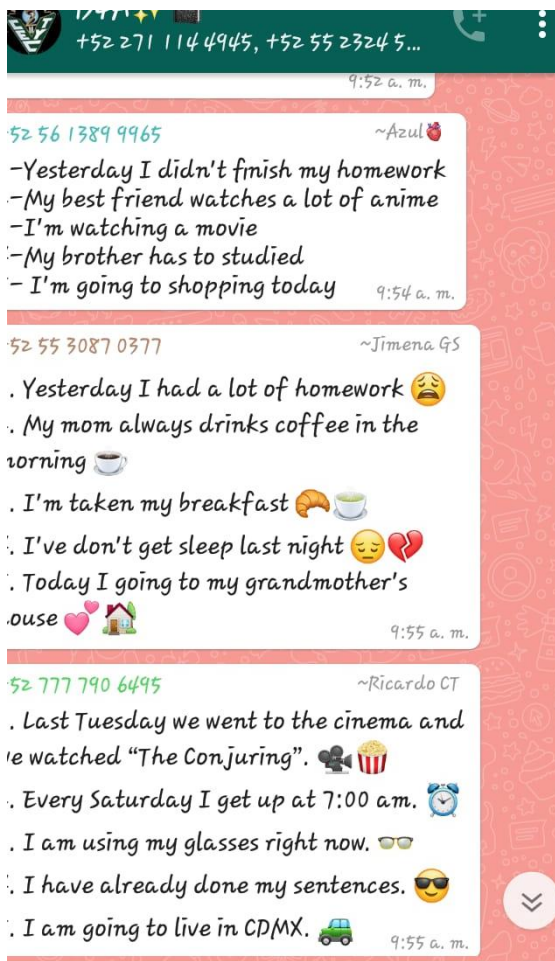 +52 271 114 4945, +52 55 2324 5...
9:52 a. m.
52 56 1389 9965 ~Azul
-Yesterday I didn't finish my homework
-My best friend watches a lot of anime
-I'm watching a movie
-My brother has to studied
- I'm going to shopping today 9:54 a. m.
52 55 3087 0377 ~Jimena GS
. Yesterday I had a lot of homework 😩
. My mom always drinks coffee in the
orning ☕
. I'm taken my breakfast 🥐🍵
. I've don't get sleep last night 😔💔
. Today I going to my grandmother's
ouse 💕🏡
9:55 a. m.
52 777 790 6495 ~Ricardo CT
. Last Tuesday we went to the cinema and
e watched “The Conjuring”. 🎥🍿
. Every Saturday I get up at 7:00 am. ⏰
. I am using my glasses right now. 👓
. I have already done my sentences. 😎
. I am going to live in CDMX. 🚙
9:55 a. m.